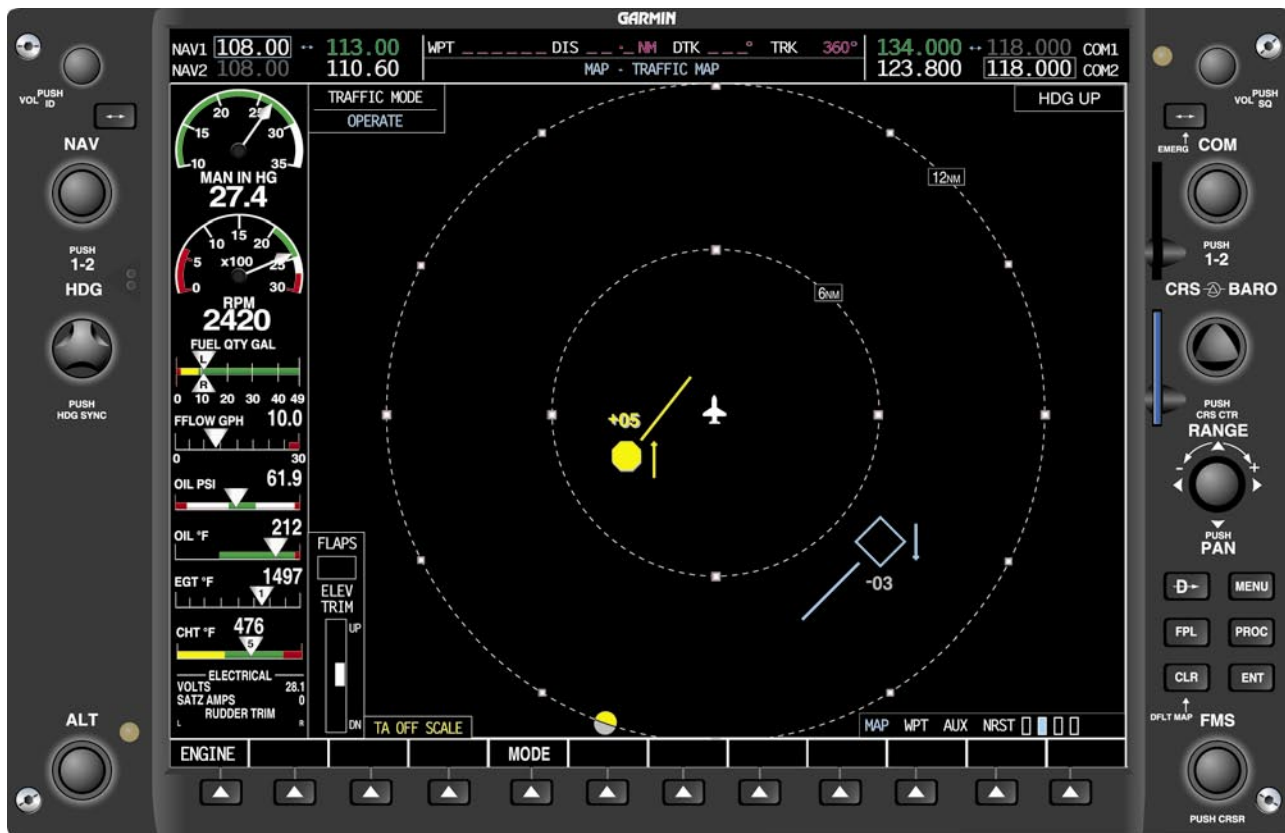 GARMIN
NAV1 108.00 ↔ 113.00 WPT _ _ _ _ _ _ DIS _ _ . _ NM DTK _ _ _° TRK 360° 134.000 ↔ 118.000 COM1
NAV2 108.00 110.60 MAP - TRAFFIC MAP 123.800 118.000 COM2
VOL PUSH ID
VOL PUSH SQ
TRAFFIC MODE
OPERATE
HDG UP
NAV
EMERG COM
PUSH
1-2
HDG
PUSH
HDG SYNC
ALT
10 15 20 25 30 35
MAN IN HG
27.4
0 5 10 15 20 25 30
x100
RPM
2420
FUEL QTY GAL
L
R
0 10 20 30 40 49
FFLOW GPH 10.0
0 30
OIL PSI 61.9
OIL °F 212
EGT °F 1497
1
CHT °F 476
5
ELECTRICAL
VOLTS 28.1
SATZ AMPS 0
RUDDER TRIM
L R
FLAPS
ELEV
TRIM
UP
DN
12NM
6NM
+05
-03
TA OFF SCALE
MAP WPT AUX NRST
ENGINE MODE
PUSH
1-2
CRS BARO
PUSH
CRS CTR
RANGE
- +
PUSH
PAN
D MENU
FPL PROC
CLR ENT
DFLT MAP FMS
PUSH CRSR